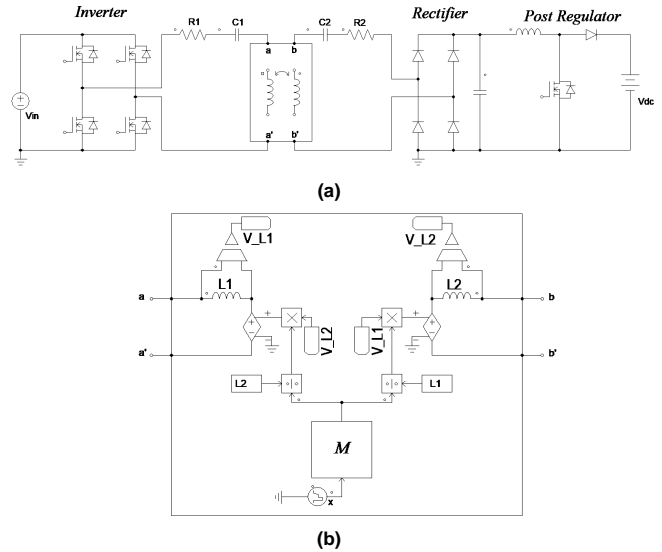 Inverter
Rectifier
Post Regulator
R1
C1
C2
R2
a
b
Vin
Vdc
a'
b'
(a)
V_L1
V_L2
L1
L2
a
b
V_L2
V_L1
a'
b'
L2
L1
M
x
(b)